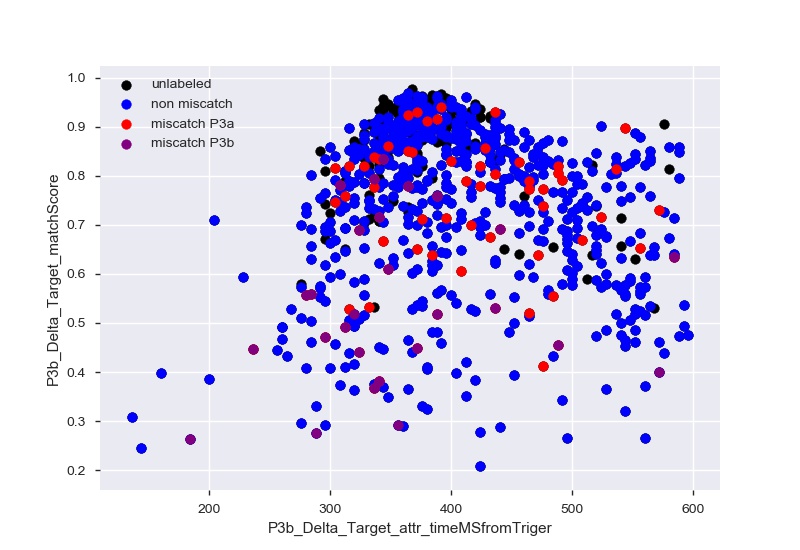 1.0
0.9
0.8
0.7
0.6
0.5
0.4
0.3
0.2
P3b_Delta_Target_matchScore
unlabeled
non miscatch
miscatch P3a
miscatch P3b
200 300 400 500 600
P3b_Delta_Target_attr_timeMSfromTriger